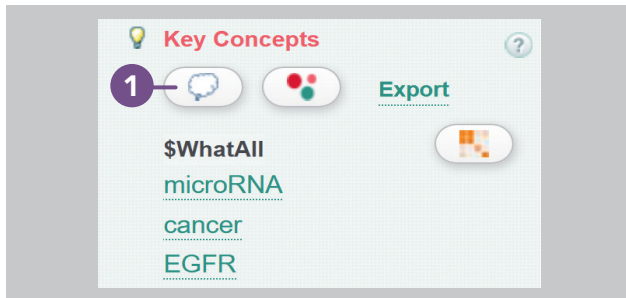 Key Concepts
?
1
Export
$WhatAll
microRNA
cancer
EGFR